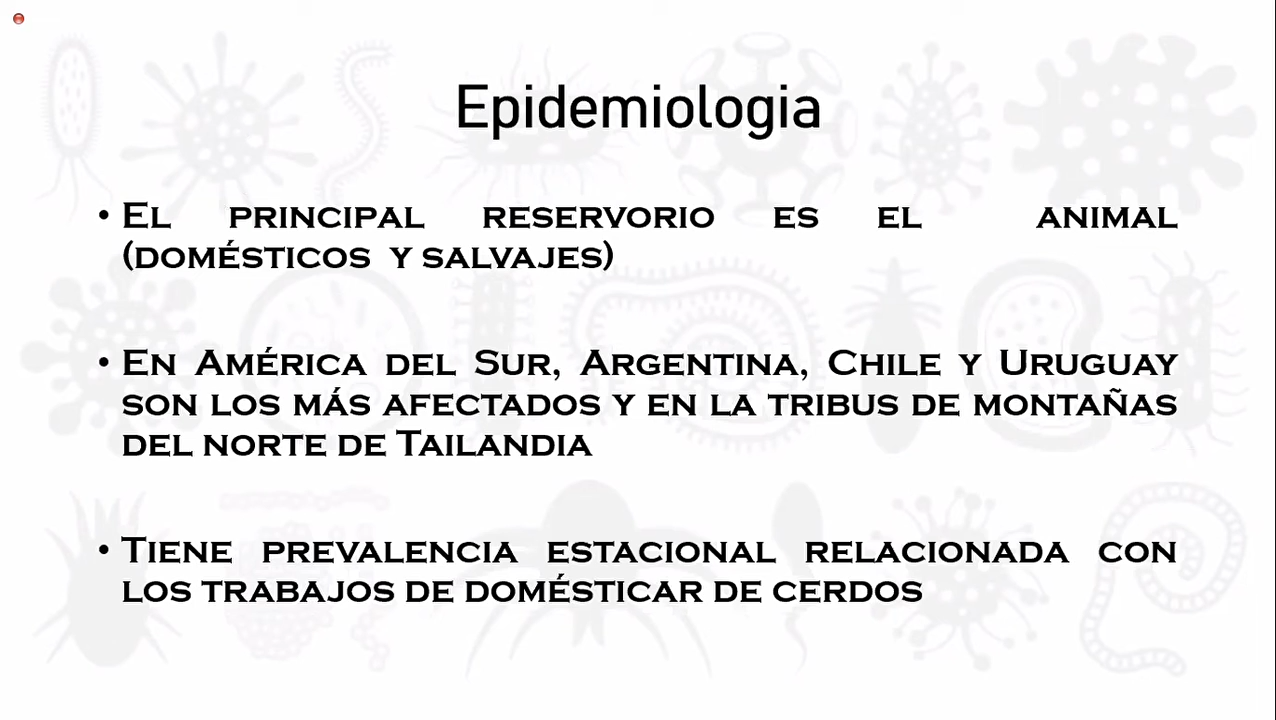 Epidemiologia
• El principal reservorio es el animal
(domésticos y salvajes)
• En América del Sur, Argentina, Chile y Uruguay
son los más afectados y en la tribus de montañas
del norte de Tailandia
• Tiene prevalencia estacional relacionada con
los trabajos de domésticar de cerdos